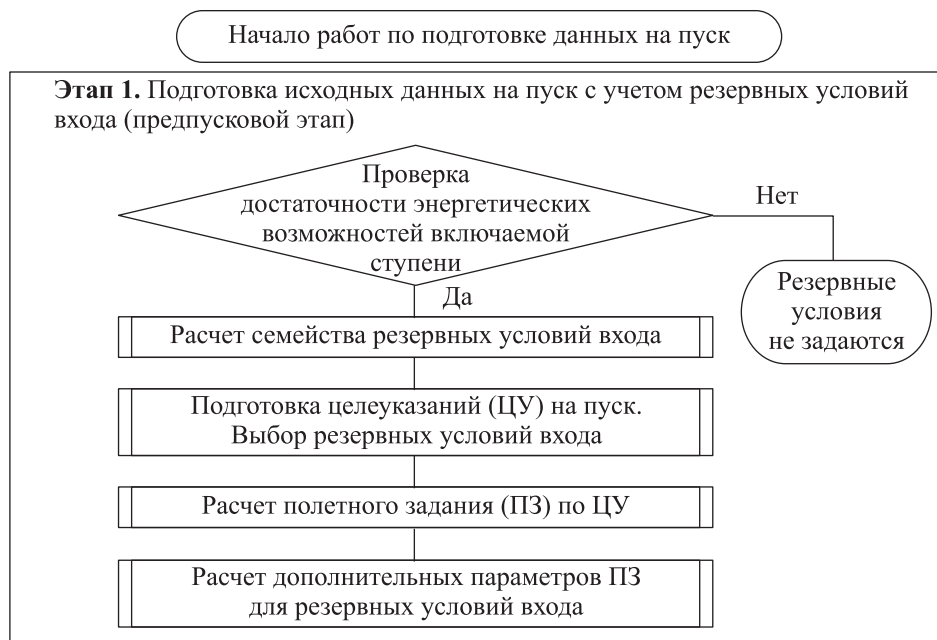 Начало работ по подготовке данных на пуск
Этап 1. Подготовка исходных данных на пуск с учетом резервных условий
входа (предпусковой этап)
Проверка
достаточности энергетических
возможностей включаемой
ступени
Нет
Да
Резервные
условия
не задаются
Расчет семейства резервных условий входа
Подготовка целеуказаний (ЦУ) на пуск.
Выбор резервных условий входа
Расчет полетного задания (ПЗ) по ЦУ
Расчет дополнительных параметров ПЗ
для резервных условий входа